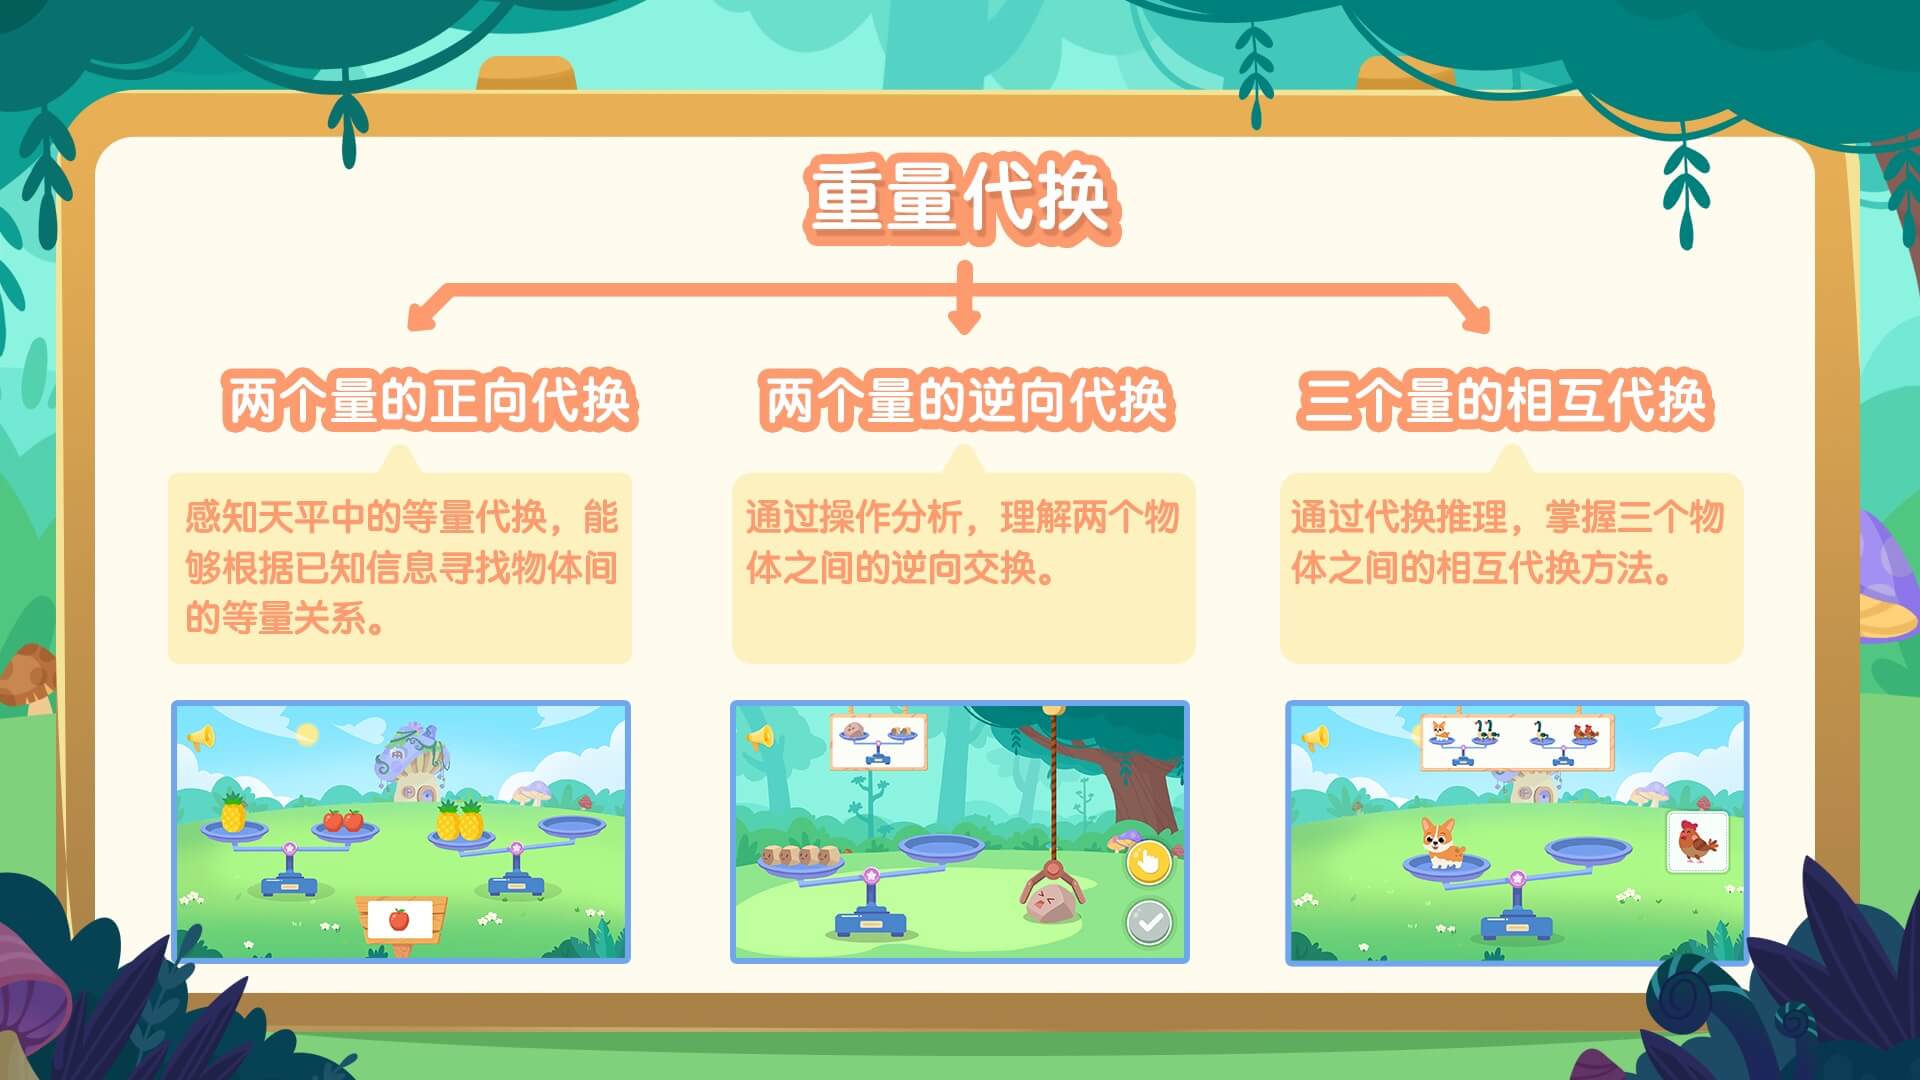 重量代换
两个量的正向代换
两个量的逆向代换
三个量的相互代换
感知天平中的等量代换，能
够根据已知信息寻找物体间
的等量关系。
通过操作分析，理解两个物
体之间的逆向交换。
通过代换推理，掌握三个物
体之间的相互代换方法。